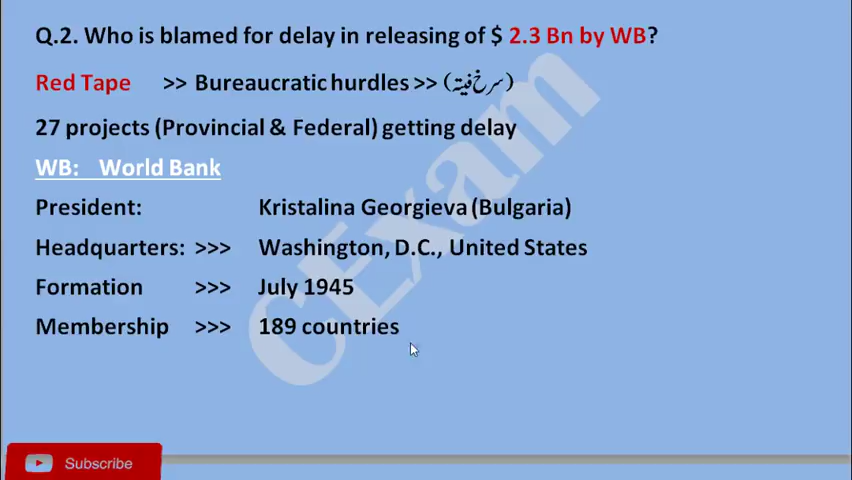 Q.2. Who is blamed for delay in releasing of $ 2.3 Bn by WB?
Red Tape >> Bureaucratic hurdles >> (سرخ فیتہ)
27 projects (Provincial & Federal) getting delay
WB: World Bank
President: Kristalina Georgieva (Bulgaria)
Headquarters: >>> Washington, D.C., United States
Formation >>> July 1945
Membership >>> 189 countries
CExam
Subscribe